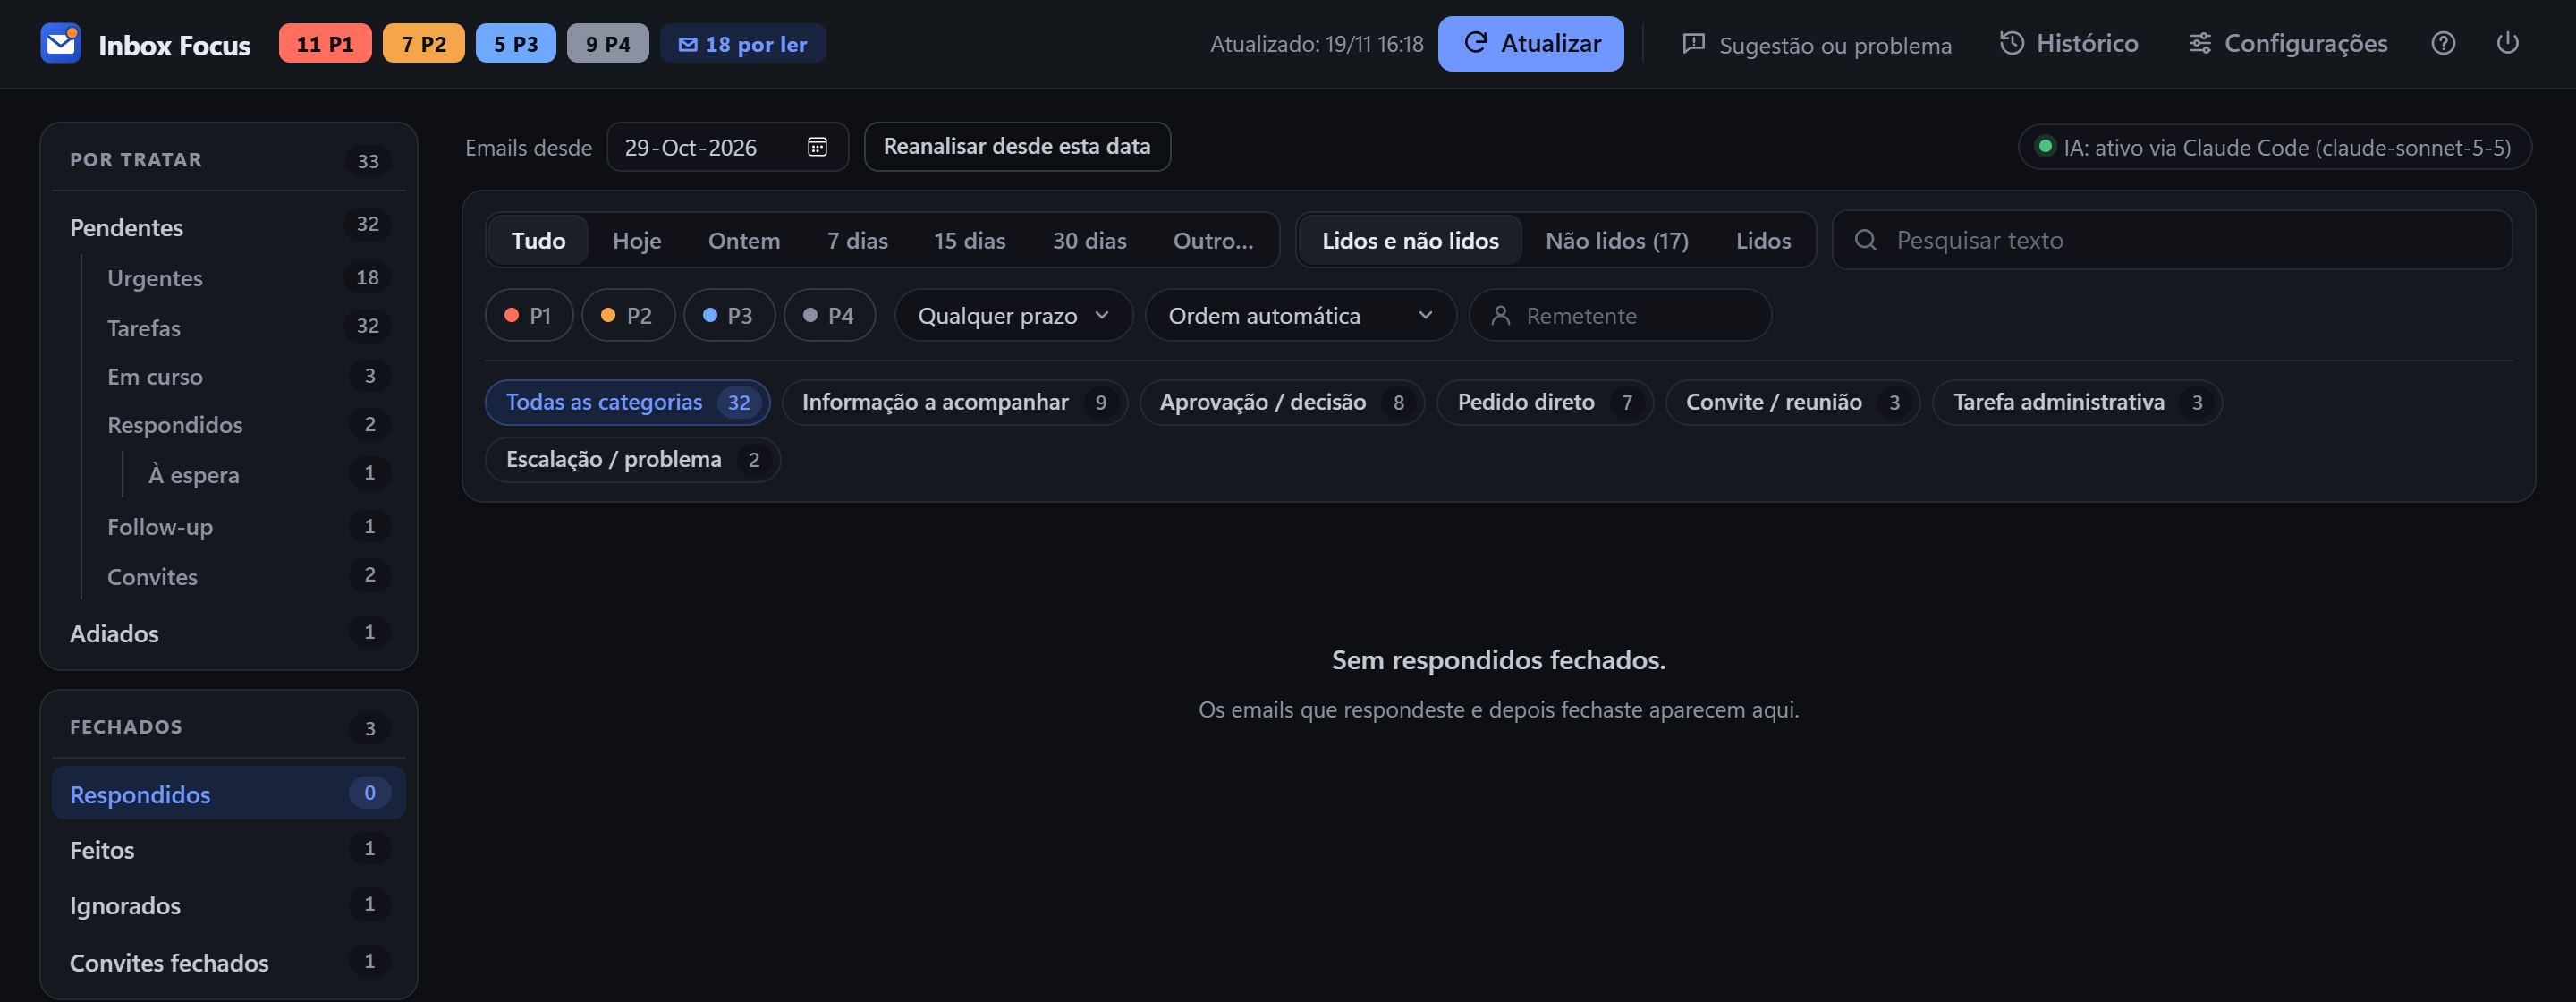 Inbox Focus 11 P1 7 P2 5 P3 9 P4 18 por ler Atualizado: 19/11 16:18 Atualizar Sugestão ou problema Histórico Configurações
POR TRATAR 33
Pendentes 32
Urgentes 18
Tarefas 32
Em curso 3
Respondidos 2
À espera 1
Follow-up 1
Convites 2
Adiados 1
FECHADOS 3
Respondidos 0
Feitos 1
Ignorados 1
Convites fechados 1
Emails desde 29-Oct-2026 Reanalisar desde esta data IA: ativo via Claude Code (claude-sonnet-5-5)
Tudo Hoje Ontem 7 dias 15 dias 30 dias Outro... Lidos e não lidos Não lidos (17) Lidos Pesquisar texto
P1 P2 P3 P4 Qualquer prazo Ordem automática Remetente
Todas as categorias 32 Informação a acompanhar 9 Aprovação / decisão 8 Pedido direto 7 Convite / reunião 3 Tarefa administrativa 3
Escalação / problema 2
Sem respondidos fechados.
Os emails que respondeste e depois fechaste aparecem aqui.